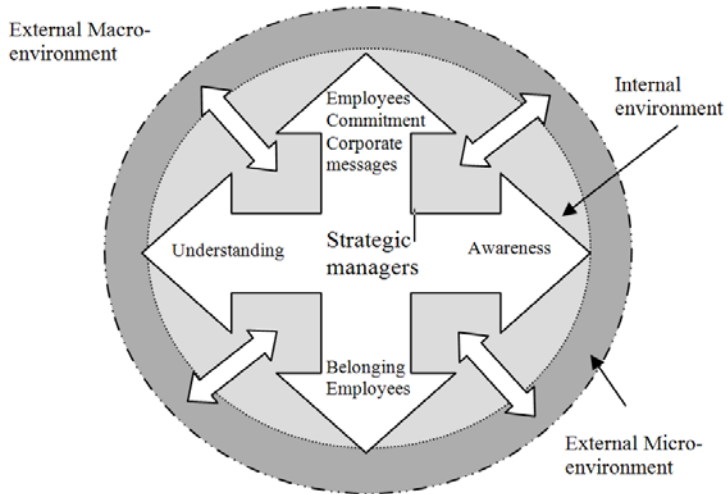 External Macro-
environment
Internal
environment
Employees
Commitment
Corporate
messages
Understanding
Strategic
managers
Awareness
Belonging
Employees
External Micro-
environment